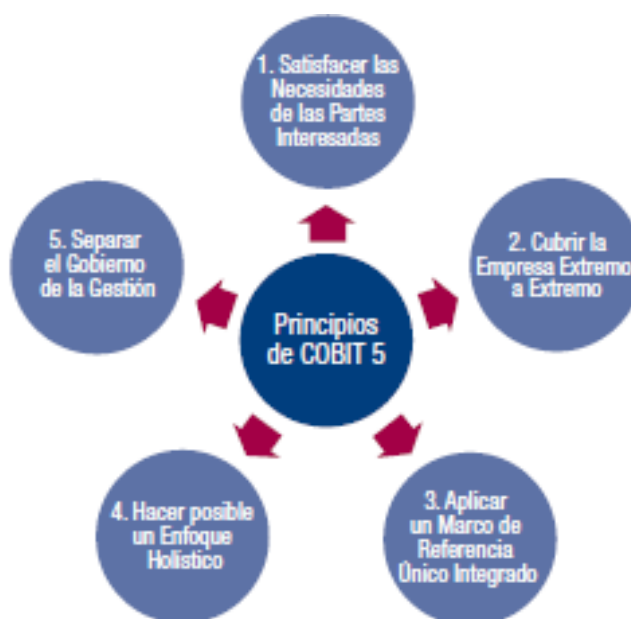 1. Satisfacer las
Necesidades
de las Partes
Interesadas
5. Separar
el Gobierno
de la Gestión
2. Cubrir la
Empresa Extremo
a Extremo
Principios
de COBIT 5
4. Hacer posible
un Enfoque
Holístico
3. Aplicar
un Marco de
Referencia
Único Integrado